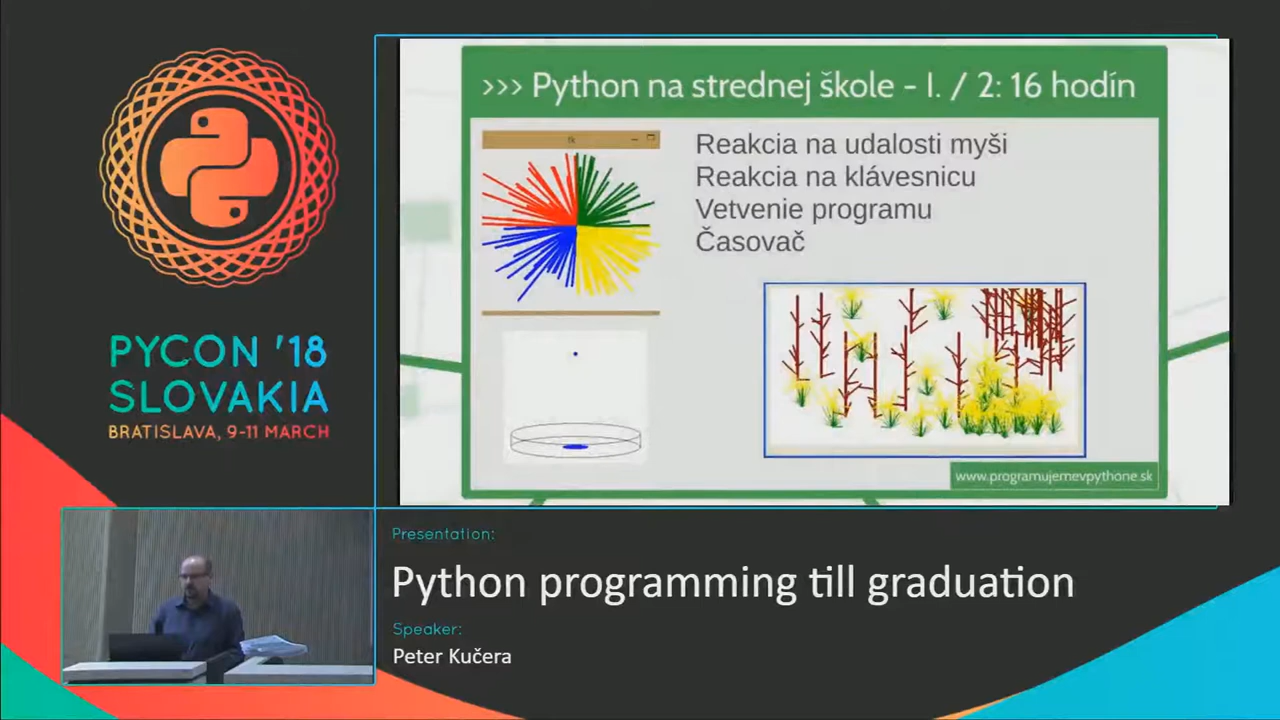 PYCON '18
SLOVAKIA
BRATISLAVA, 9-11 MARCH
>>> Python na strednej škole - I. / 2: 16 hodín
tk
Reakcia na udalosti myši
Reakcia na klávesnicu
Vetvenie programu
Časovač
www.programujemevpythone.sk
Presentation:
Python programming till graduation
Speaker:
Peter Kučera